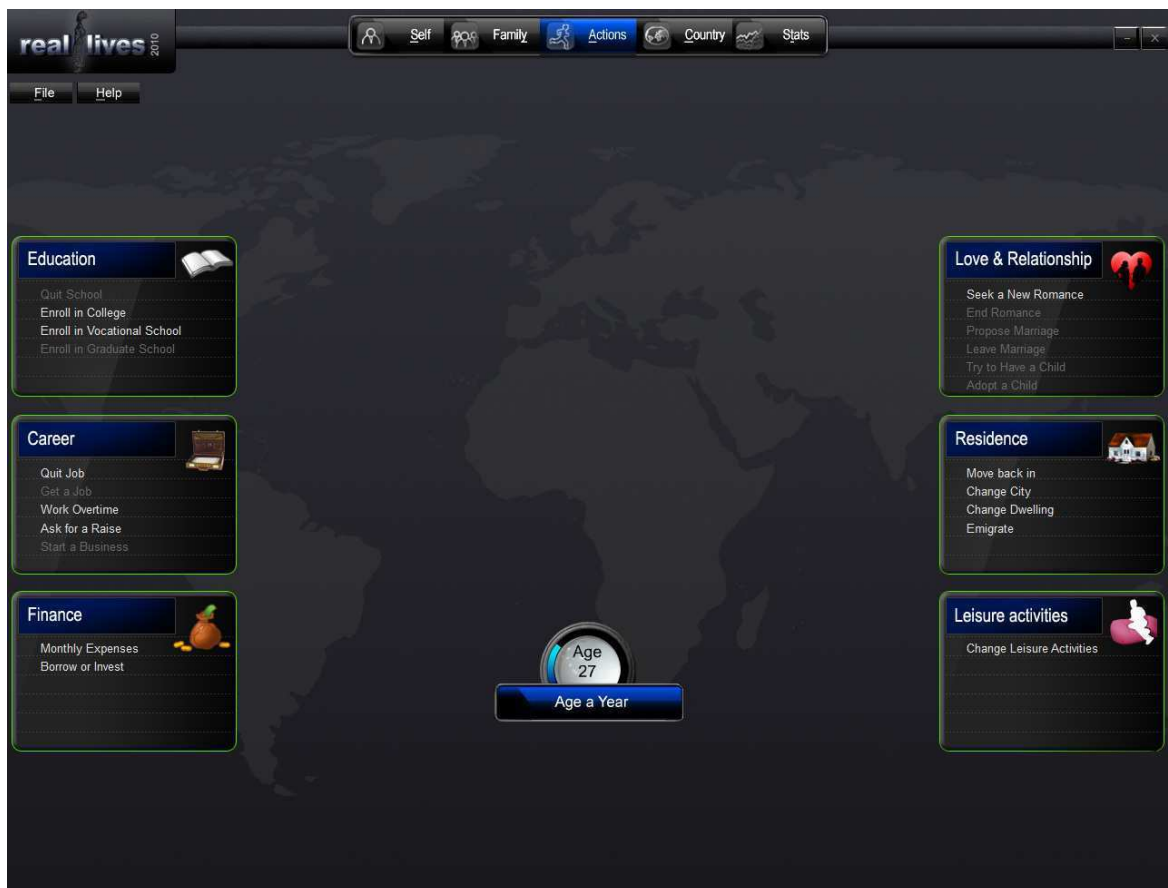 real lives 2010
Self Family Actions Country Stats
File Help
Education
Quit School
Enroll in College
Enroll in Vocational School
Enroll in Graduate School
Career
Quit Job
Get a Job
Work Overtime
Ask for a Raise
Start a Business
Finance
Monthly Expenses
Borrow or Invest
Age
27
Age a Year
Love & Relationship
Seek a New Romance
End Romance
Propose Marriage
Leave Marriage
Try to Have a Child
Adopt a Child
Residence
Move back in
Change City
Change Dwelling
Emigrate
Leisure activities
Change Leisure Activities